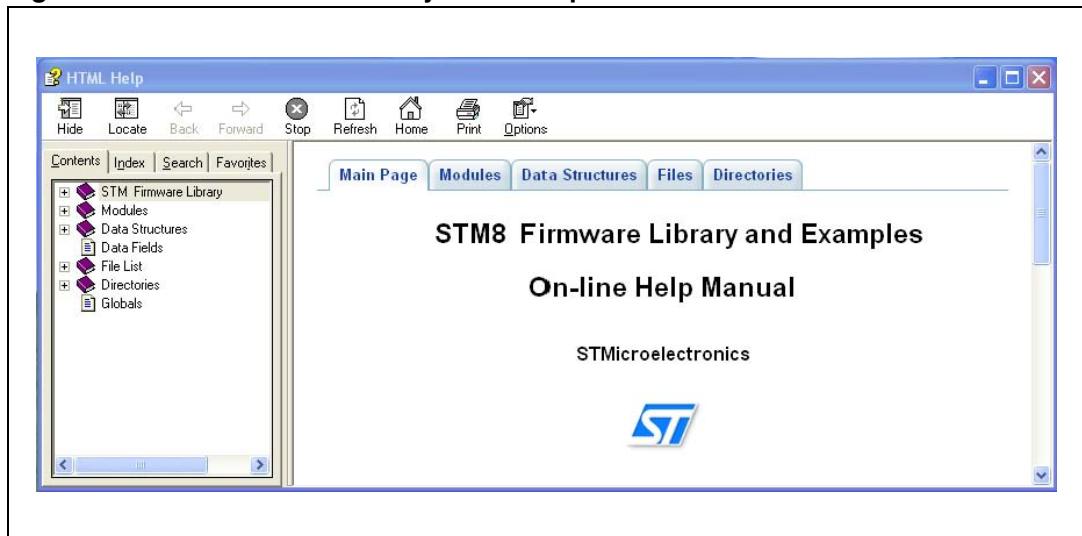 HTML Help
Hide Locate Back Forward Stop Refresh Home Print Options
Contents Index Search Favorites
STM Firmware Library
Modules
Data Structures
Data Fields
File List
Directories
Globals
Main Page Modules Data Structures Files Directories
STM8 Firmware Library and Examples
On-line Help Manual
STMicroelectronics
ST